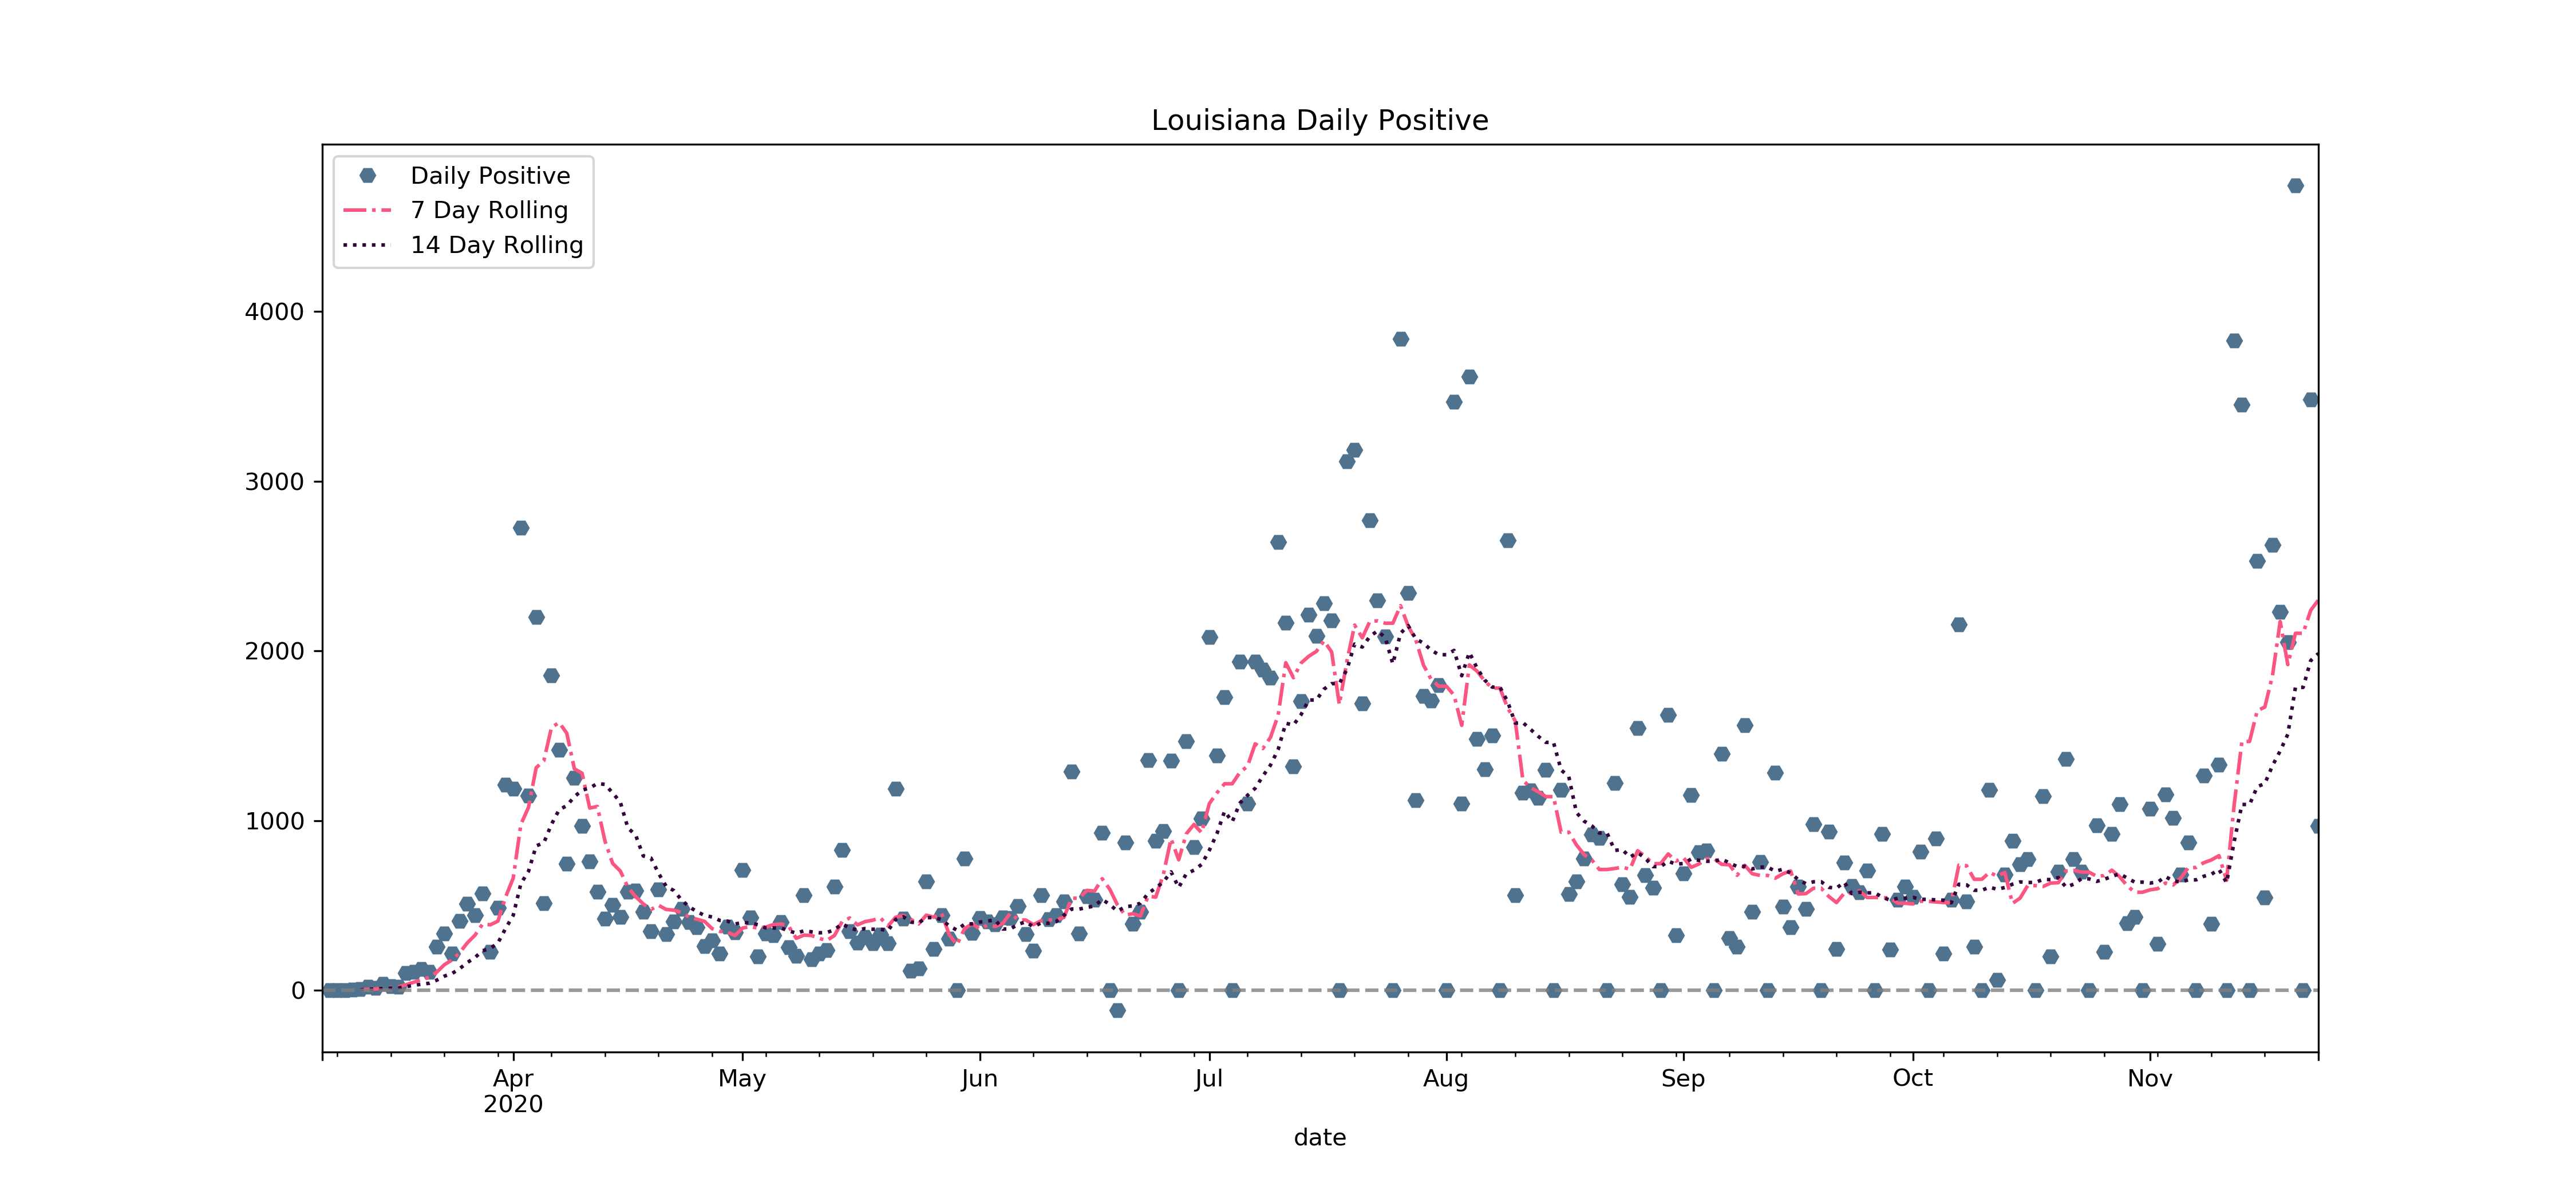 Louisiana Daily Positive
Daily Positive
7 Day Rolling
14 Day Rolling
4000
3000
2000
1000
0
Apr May Jun Jul Aug Sep Oct Nov
2020
date